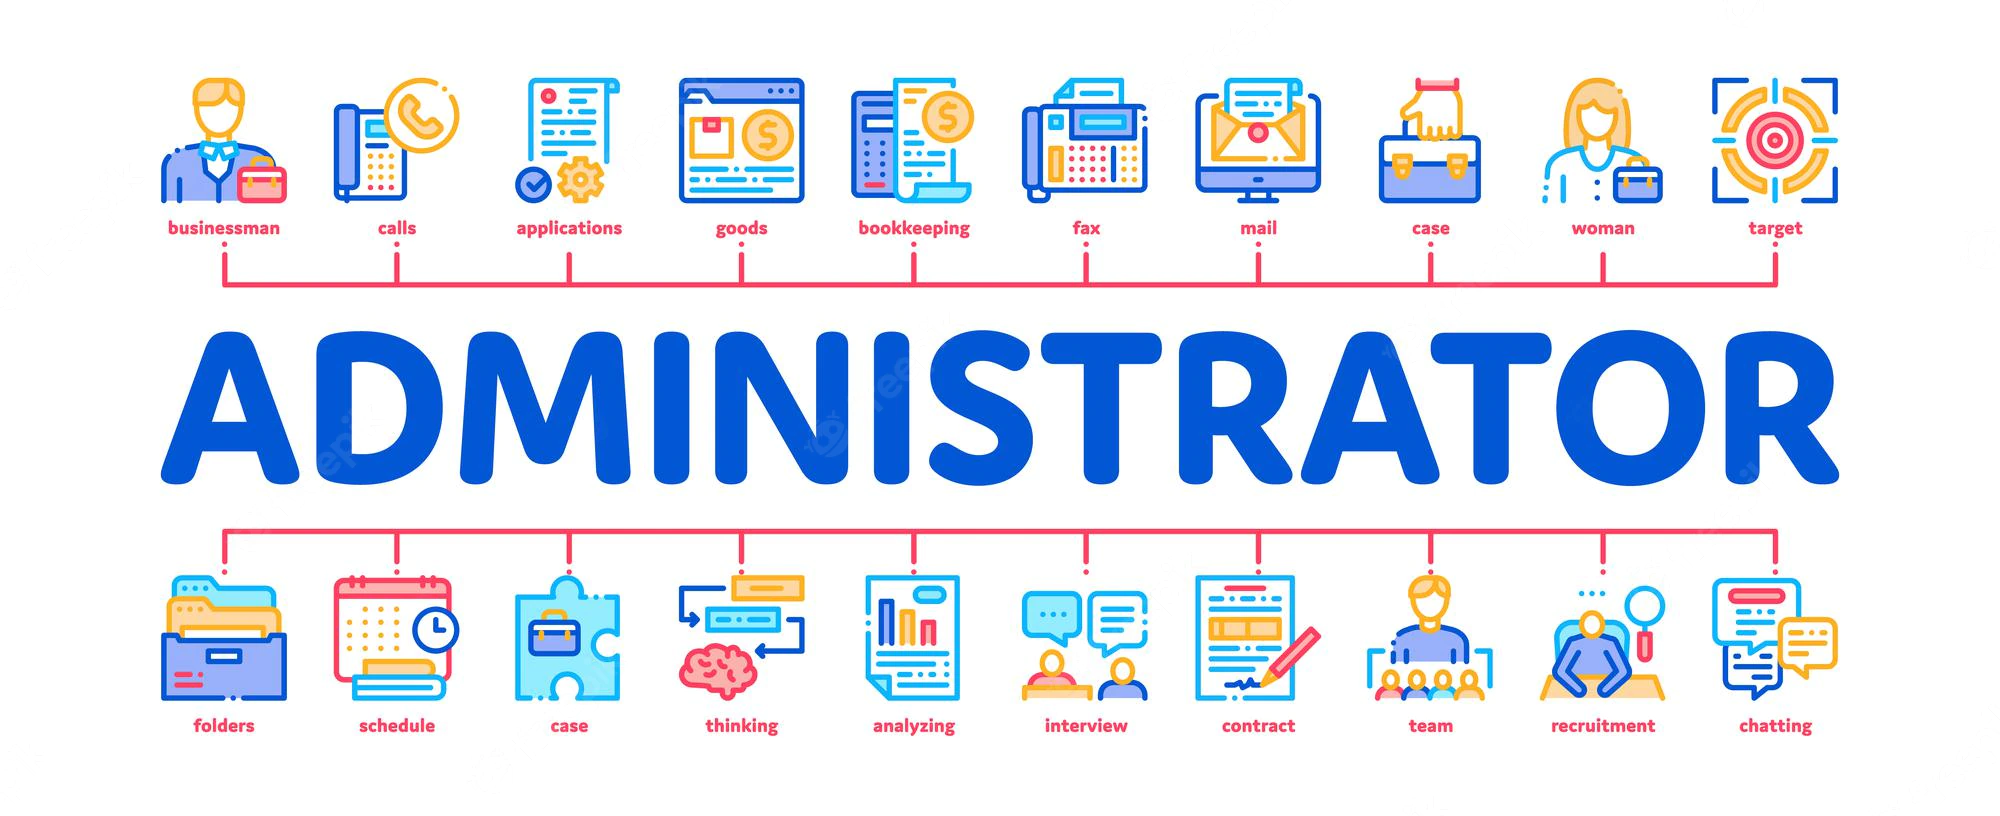 businessman calls applications goods bookkeeping fax mail case woman target
ADMINISTRATOR
folders schedule case thinking analyzing interview contract team recruitment chatting